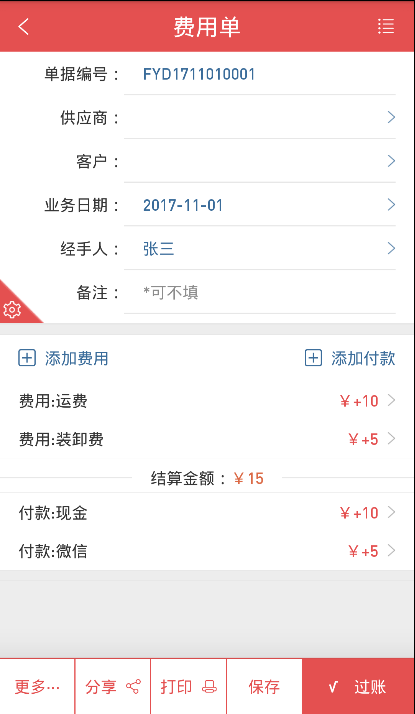 费用单
单据编号： FYD1711010001
供应商：
客户：
业务日期： 2017-11-01
经手人： 张三
备注： *可不填
添加费用 添加付款
费用:运费 ￥+10
费用:装卸费 ￥+5
结算金额：￥15
付款:现金 ￥+10
付款:微信 ￥+5
更多··· 分享 打印 保存 √ 过账